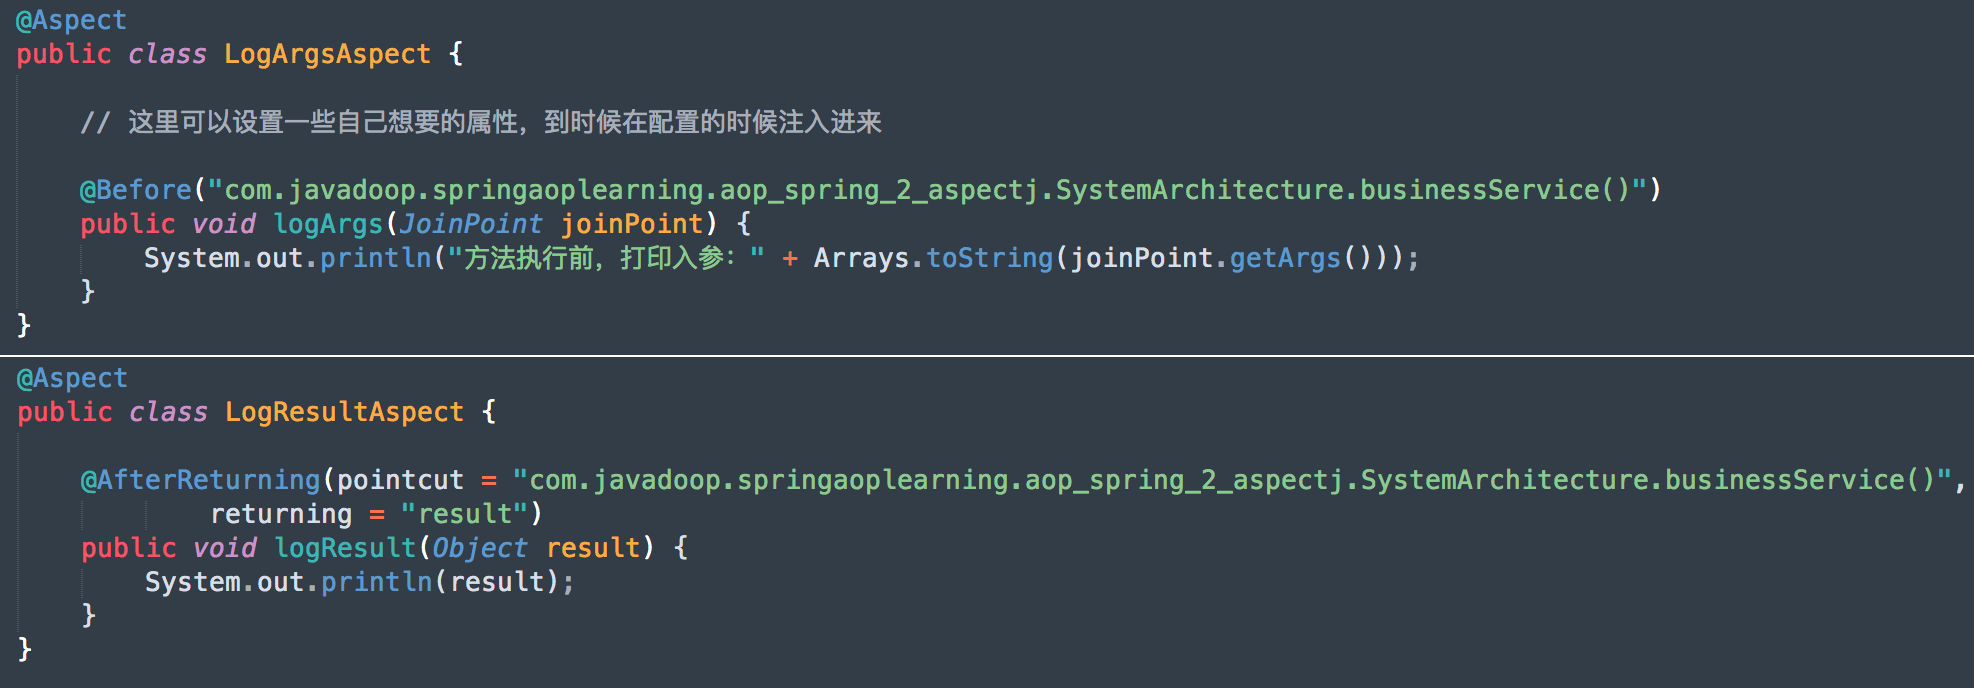 @Aspect
public class LogArgsAspect {
// 这里可以设置一些自己想要的属性，到时候在配置的时候注入进来
@Before("com.javadoop.springaoplearning.aop_spring_2_aspectj.SystemArchitecture.businessService()")
public void logArgs(JoinPoint joinPoint) {
System.out.println("方法执行前，打印入参：" + Arrays.toString(joinPoint.getArgs()));
}
}
@Aspect
public class LogResultAspect {
@AfterReturning(pointcut = "com.javadoop.springaoplearning.aop_spring_2_aspectj.SystemArchitecture.businessService()",
returning = "result")
public void logResult(Object result) {
System.out.println(result);
}
}